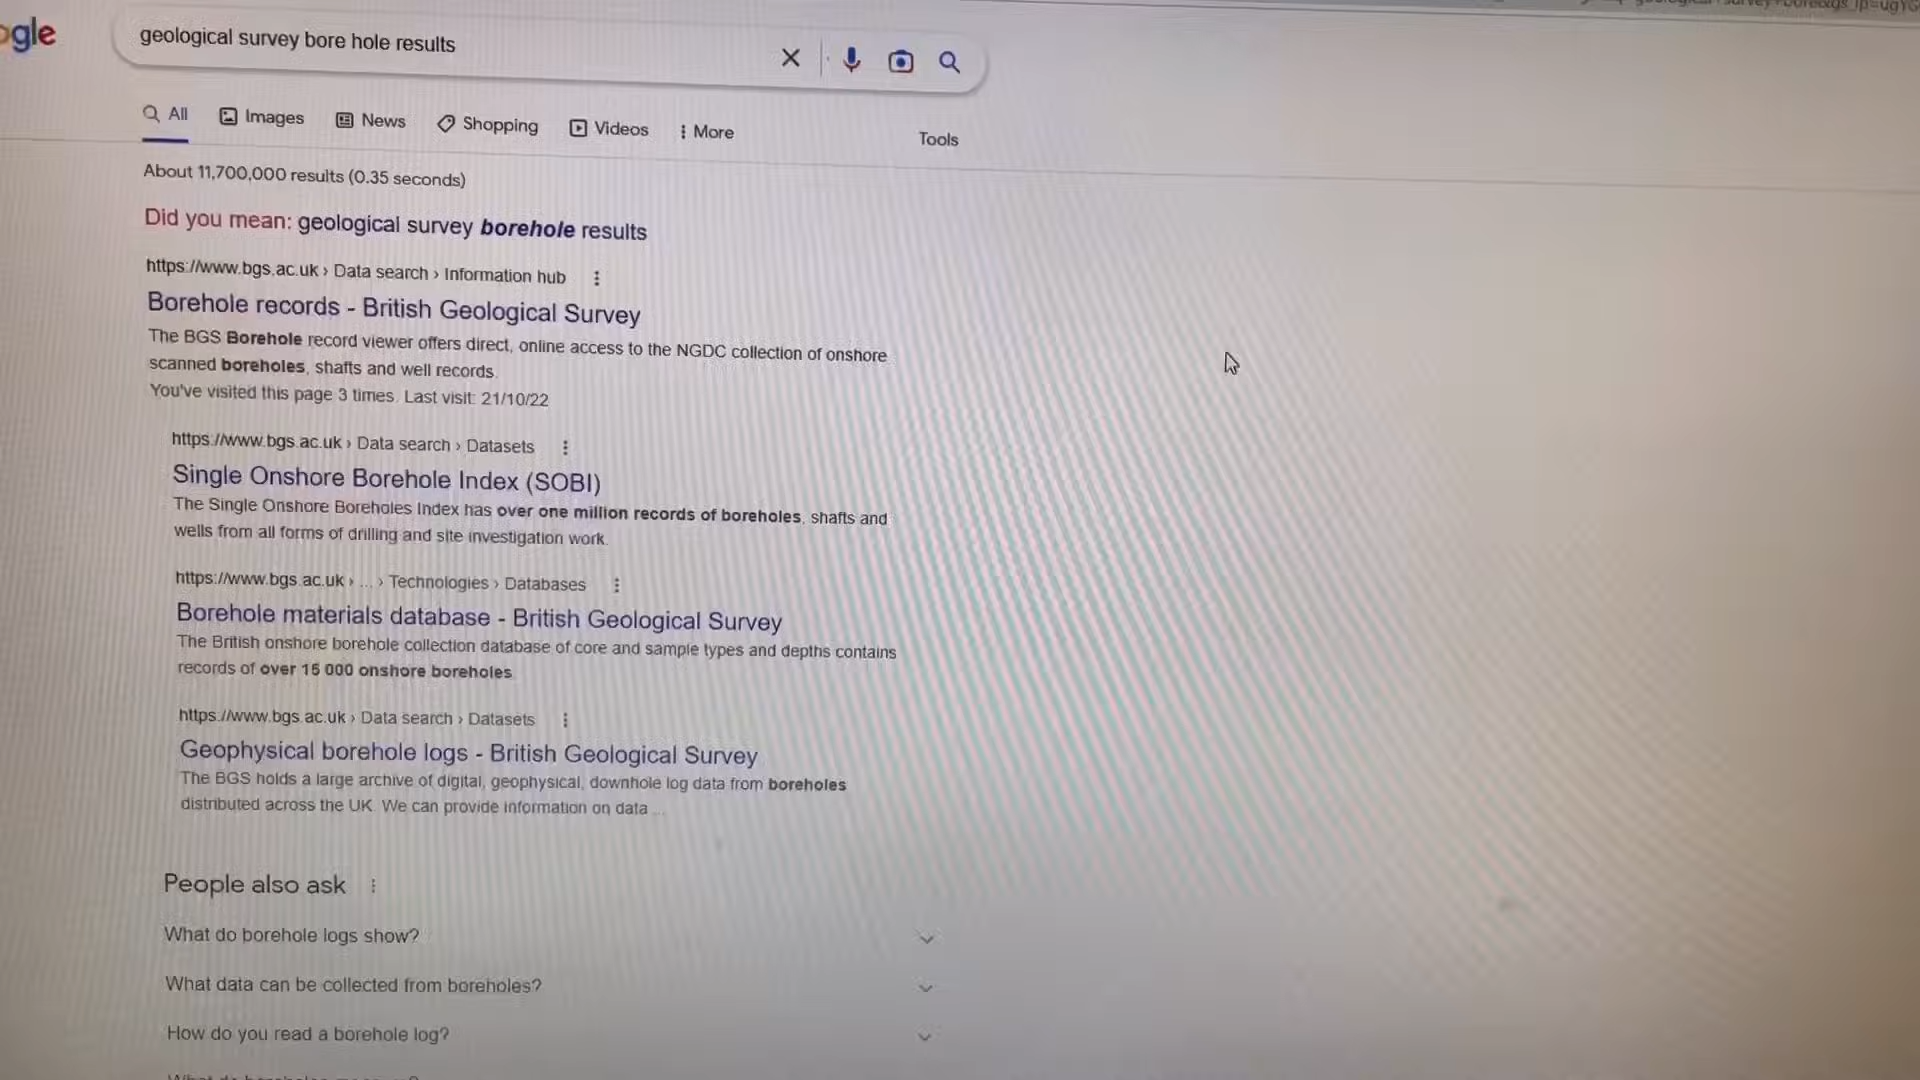 ogle
geological survey bore hole results
All Images News Shopping Videos More Tools
About 11,700,000 results (0.35 seconds)
Did you mean: geological survey borehole results
https://www.bgs.ac.uk › Data search › Information hub
Borehole records - British Geological Survey
The BGS Borehole record viewer offers direct, online access to the NGDC collection of onshore
scanned boreholes, shafts and well records.
You've visited this page 3 times. Last visit: 21/10/22
https://www.bgs.ac.uk › Data search › Datasets
Single Onshore Borehole Index (SOBI)
The Single Onshore Boreholes Index has over one million records of boreholes, shafts and
wells from all forms of drilling and site investigation work.
https://www.bgs.ac.uk › ... › Technologies › Databases
Borehole materials database - British Geological Survey
The British onshore borehole collection database of core and sample types and depths contains
records of over 15 000 onshore boreholes.
https://www.bgs.ac.uk › Data search › Datasets
Geophysical borehole logs - British Geological Survey
The BGS holds a large archive of digital, geophysical, downhole log data from boreholes
distributed across the UK. We can provide information on data ...
People also ask
What do borehole logs show?
What data can be collected from boreholes?
How do you read a borehole log?